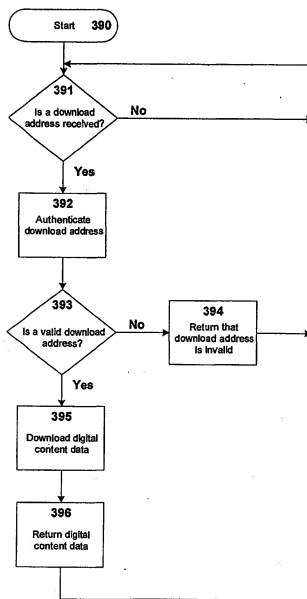 Start 390
391
Is a download
address received?
No
Yes
392
Authenticate
download address
393
Is a valid download
address?
No
394
Return that
download address
is invalid
Yes
395
Download digital
content data
396
Return digital
content data